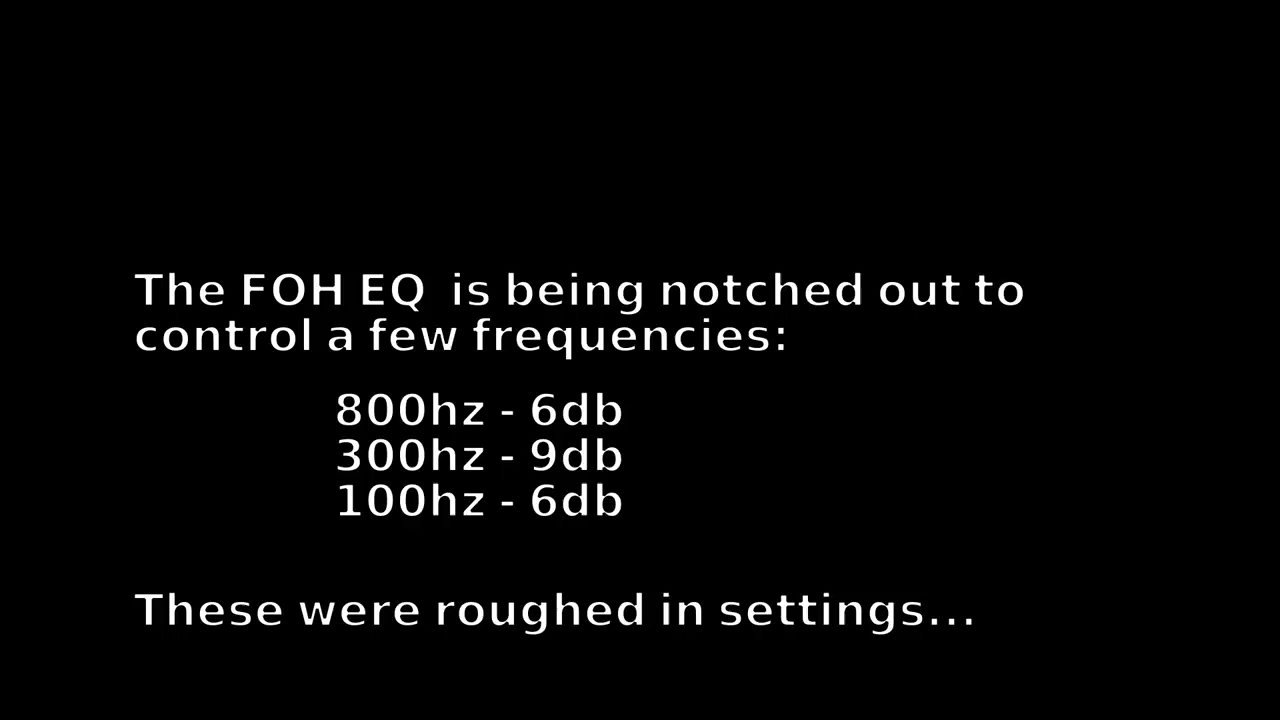 The FOH EQ  is being notched out to
control a few frequencies:
800hz - 6db
300hz - 9db
100hz - 6db
These were roughed in settings...